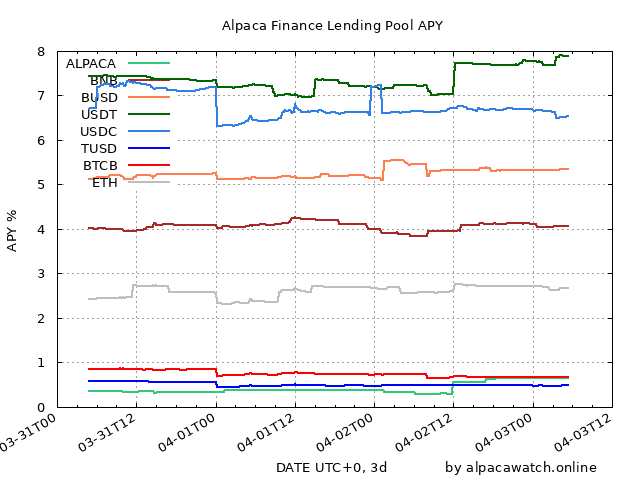 Alpaca Finance Lending Pool APY
8
7
6
5
4
3
2
1
0
APY %
ALPACA
BNB
BUSD
USDT
USDC
TUSD
BTCB
ETH
03-31T00
03-31T12
04-01T00
04-01T12
04-02T00
04-02T12
04-03T00
04-03T12
DATE UTC+0, 3d
by alpacawatch.online